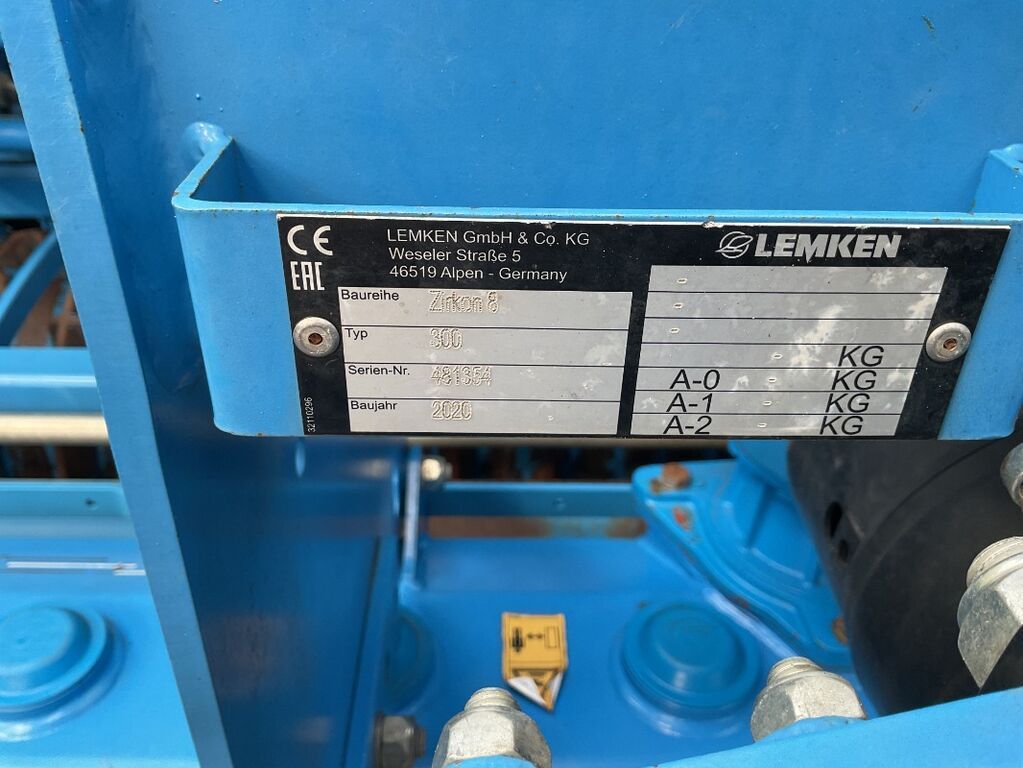 CE
EAC
LEMKEN GmbH & Co. KG
Weseler Straße 5
46519 Alpen - Germany
LEMKEN
Baureihe Zirkon 8
Typ 300
Serien-Nr. 481354
Baujahr 2020
32110296
-
-
- KG
A-0 - KG
A-1 - KG
A-2 - KG